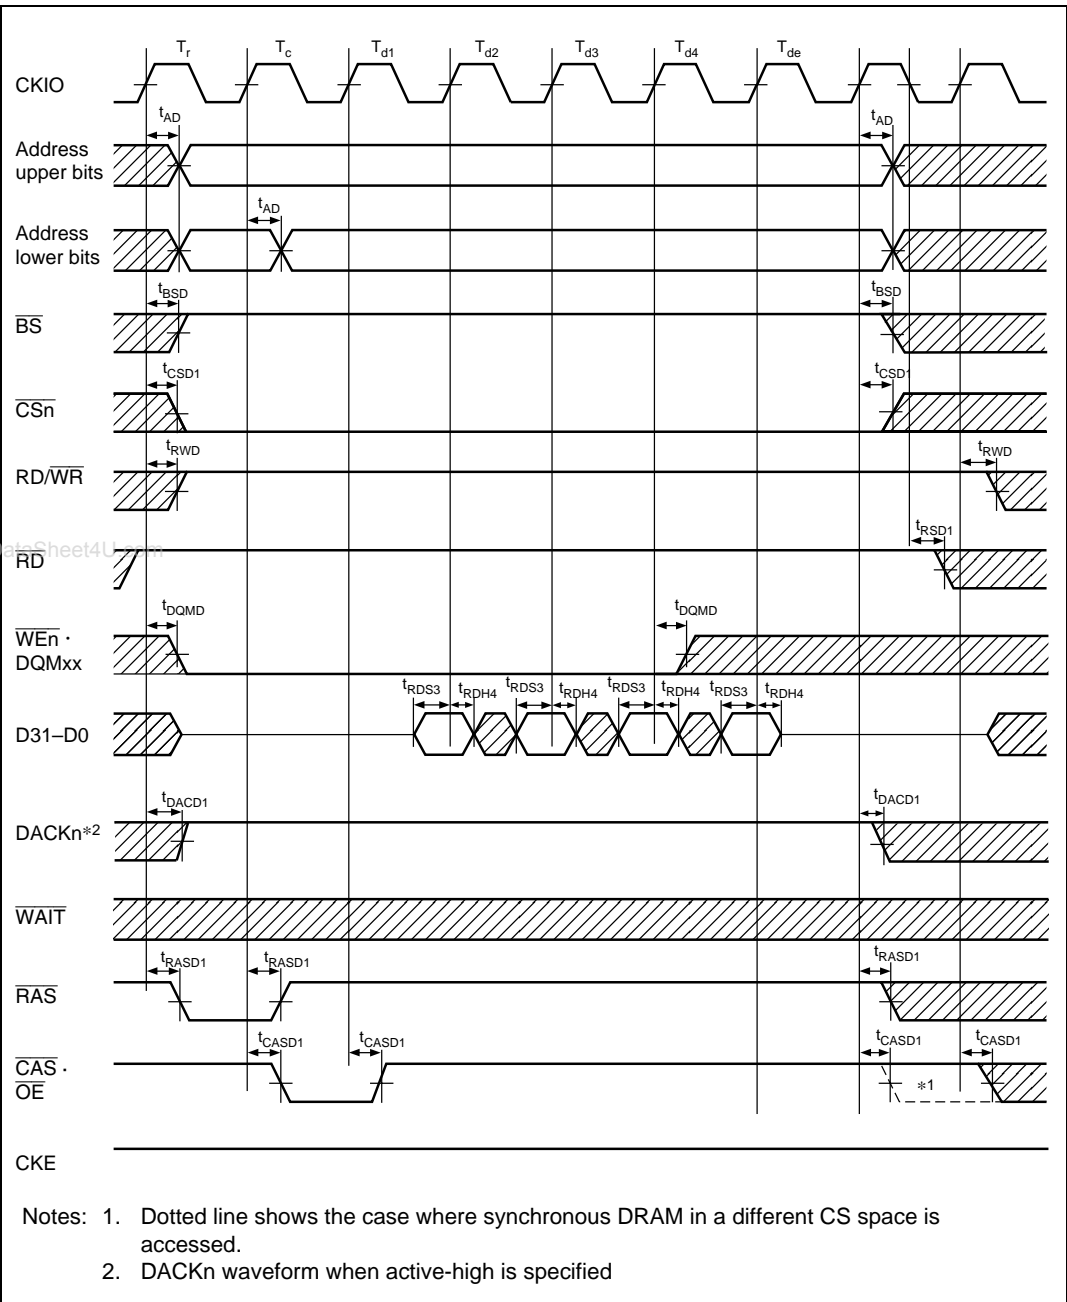 Tr Tc Td1 Td2 Td3 Td4 Tde
CKIO
tAD tAD
Address
upper bits
tAD
Address
lower bits
tBSD tBSD
BS
tCSD1 tCSD1
CSn
tRWD tRWD
RD/WR
tRSD1
RD
tDQMD tDQMD
WEn ·
DQMxx
tRDS3 tRDH4 tRDS3 tRDH4 tRDS3 tRDH4 tRDS3 tRDH4
D31–D0
tDACD1 tDACD1
DACKn*2
WAIT
tRASD1 tRASD1 tRASD1
RAS
tCASD1 tCASD1 tCASD1 tCASD1
CAS ·
OE
*1
CKE
Notes: 1. Dotted line shows the case where synchronous DRAM in a different CS space is
accessed.
2. DACKn waveform when active-high is specified